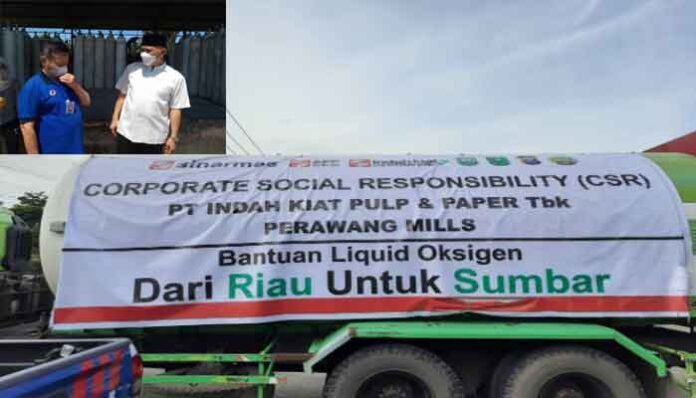 sinarmas
CORPORATE SOCIAL RESPONSIBILITY (CSR)
PT INDAH KIAT PULP & PAPER Tbk
PERAWANG MILLS
Bantuan Liquid Oksigen
Dari Riau Untuk Sumbar